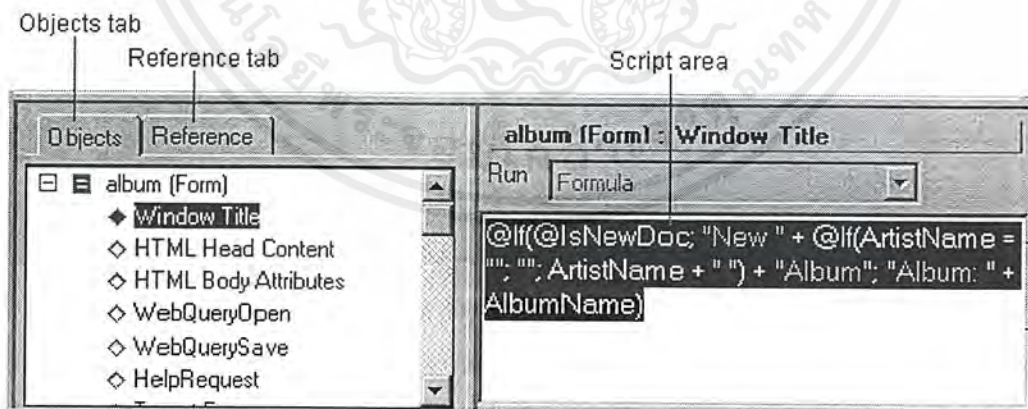 Objects tab
Reference tab
Script area
Objects
Reference
album (Form)
Window Title
HTML Head Content
HTML Body Attributes
WebQueryOpen
WebQuerySave
HelpRequest
album (Form) : Window Title
Run Formula
@If(@IsNewDoc; "New " + @If(ArtistName =
""; ""; ArtistName + " ") + "Album"; "Album: " +
AlbumName)